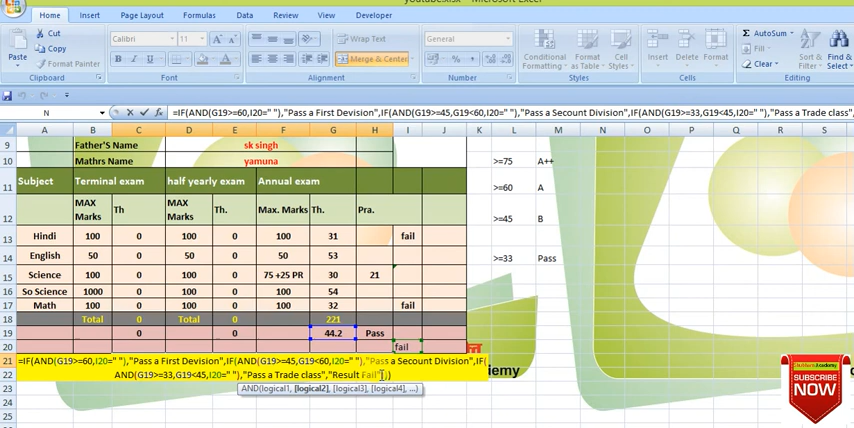 Home Insert Page Layout Formulas Data Review View Developer
Cut
Copy
Format Painter
Paste
Clipboard
Calibri 11
B I U
Font
Wrap Text
Merge & Center
Alignment
General
Number
Conditional Formatting
Format as Table
Cell Styles
Styles
Insert Delete Format
Cells
AutoSum
Fill
Clear
Sort & Filter
Find & Select
Editing
N =IF(AND(G19>=60,I20=" "),"Pass a First Devision",IF(AND(G19>=45,G19<60,I20=" "),"Pass a Secount Division",IF(AND(G19>=33,G19<45,I20=" "),"Pass a Trade class"
A B C D E F G H I J K L M N O P Q R S
9 Father'S Name sk singh
10 Mathrs Name yamuna >=75 A++
11 Subject Terminal exam half yearly exam Annual exam >=60 A
12 MAX Marks Th MAX Marks Th. Max. Marks Th. Pra. >=45 B
13 Hindi 100 0 100 0 100 31 fail
14 English 50 0 50 0 50 53 >=33 Pass
15 Science 100 0 100 0 75 +25 PR 30 21
16 So Science 1000 0 100 0 100 54
17 Math 100 0 100 0 100 32 fail
18 Total 0 Total 0 221
19 0 0 44.2 Pass
20 fail
21 =IF(AND(G19>=60,I20=" "),"Pass a First Devision",IF(AND(G19>=45,G19<60,I20=" "),"Pass a Secount Division",IF(
22 AND(G19>=33,G19<45,I20=" "),"Pass a Trade class","Result Fail"))
23 AND(logical1, [logical2], [logical3], [logical4], ...)
24
25
SUBSCRIBE
NOW